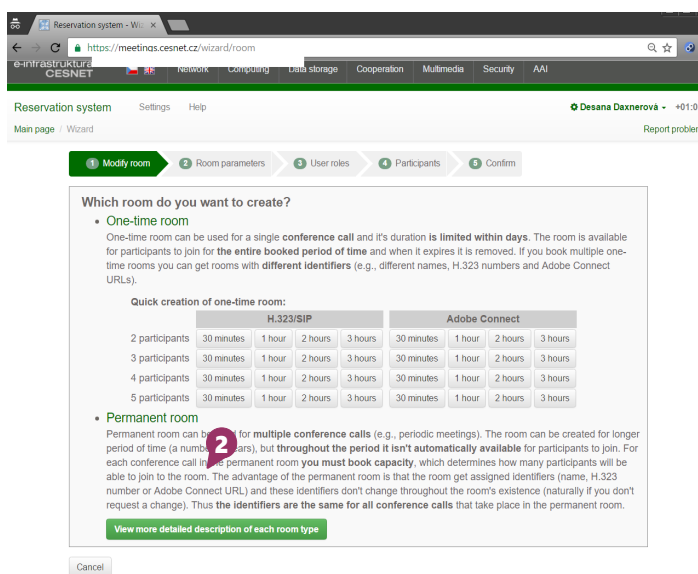 Reservation system - Wiz ×
https://meetings.cesnet.cz/wizard/room
e-infrastruktura
CESNET
Network Computing Data storage Cooperation Multimedia Security AAI
Reservation system Settings Help Desana Daxnerová +01:0
Main page / Wizard Report problem
1 Modify room 2 Room parameters 3 User roles 4 Participants 5 Confirm
Which room do you want to create?
• One-time room
One-time room can be used for a single conference call and it's duration is limited within days. The room is available
for participants to join for the entire booked period of time and when it expires it is removed. If you book multiple one-
time rooms you can get rooms with different identifiers (e.g., different names, H.323 numbers and Adobe Connect
URLs).
Quick creation of one-time room:
H.323/SIP Adobe Connect
2 participants 30 minutes 1 hour 2 hours 3 hours 30 minutes 1 hour 2 hours 3 hours
3 participants 30 minutes 1 hour 2 hours 3 hours 30 minutes 1 hour 2 hours 3 hours
4 participants 30 minutes 1 hour 2 hours 3 hours 30 minutes 1 hour 2 hours 3 hours
5 participants 30 minutes 1 hour 2 hours 3 hours 30 minutes 1 hour 2 hours 3 hours
• Permanent room
Permanent room can be for multiple conference calls (e.g., periodic meetings). The room can be created for longer
period of time (a number ears), but throughout the period it isn't automatically available for participants to join. For
2
each conference call in permanent room you must book capacity, which determines how many participants will be
able to join to the room. The advantage of the permanent room is that the room get assigned identifiers (name, H.323
number or Adobe Connect URL) and these identifiers don't change throughout the room's existence (naturally if you don't
request a change). Thus the identifiers are the same for all conference calls that take place in the permanent room.
View more detailed description of each room type
Cancel